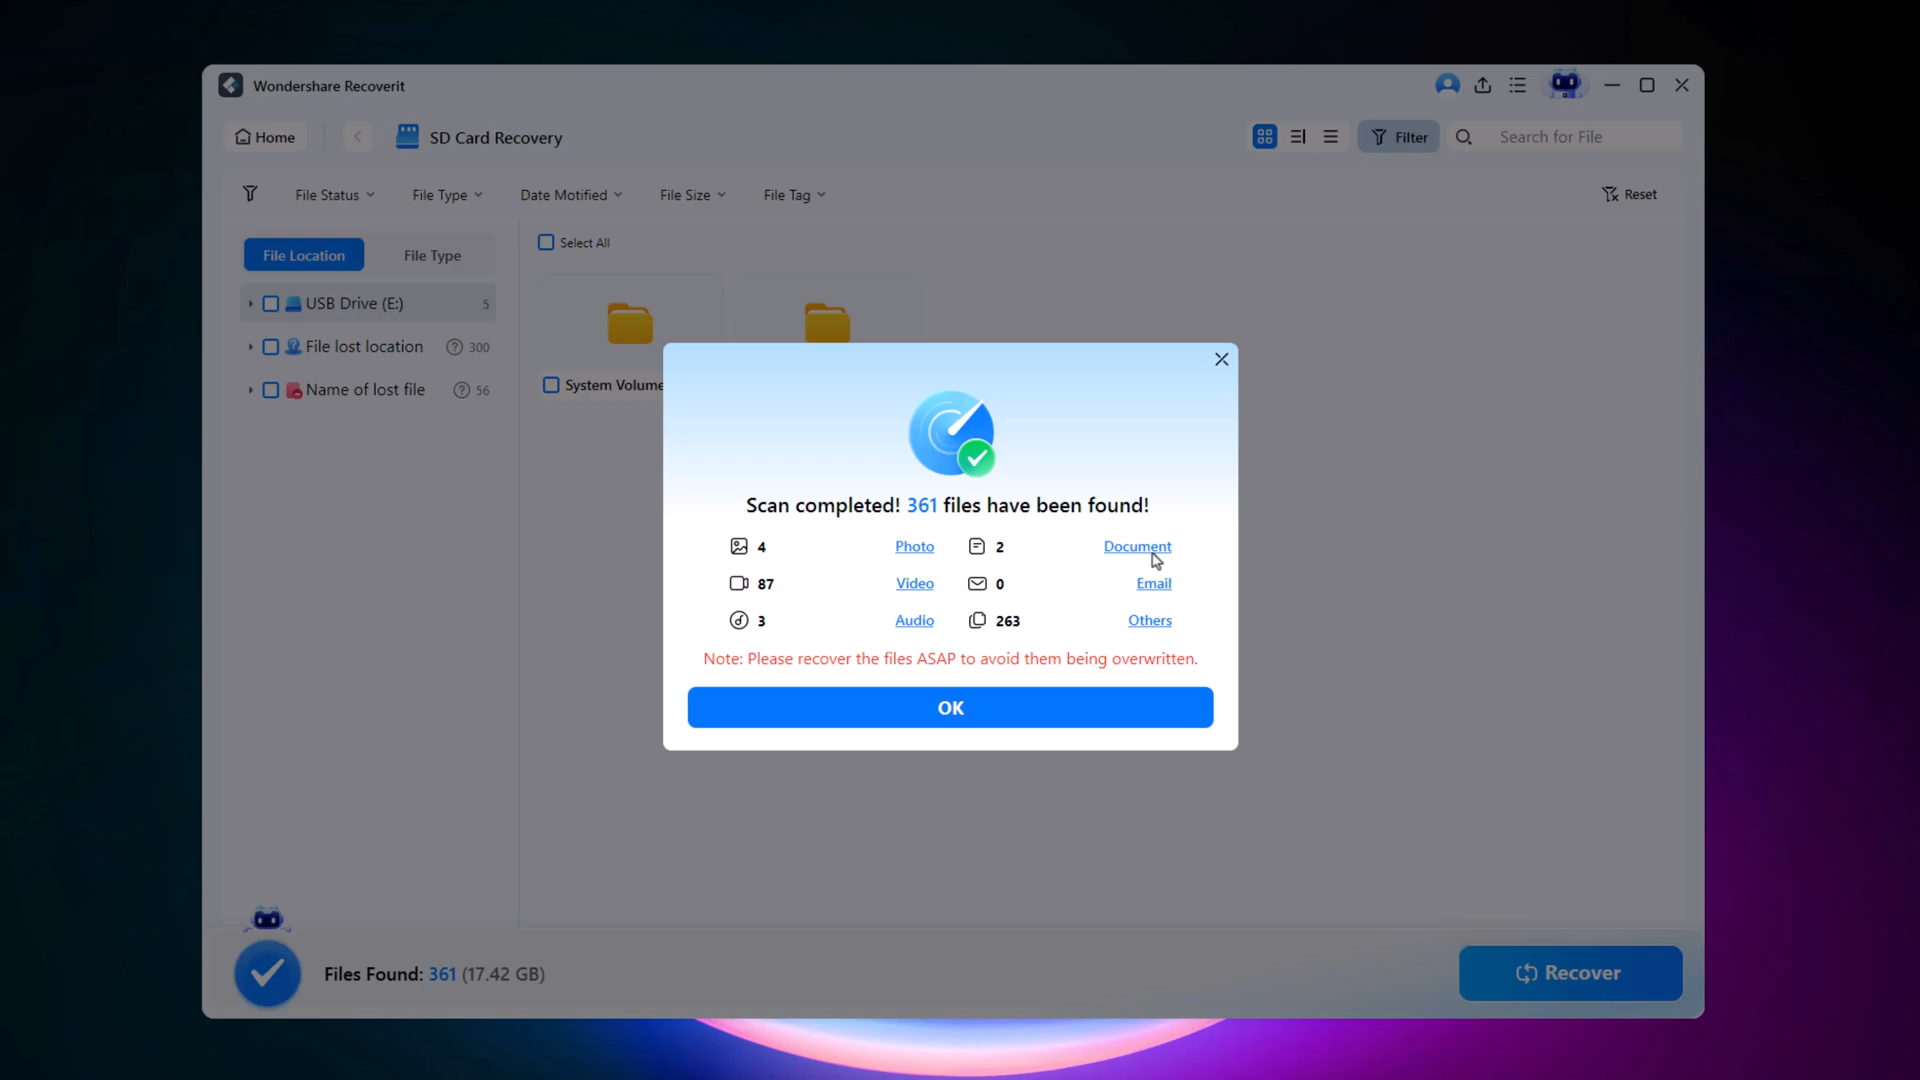 Wondershare Recoverit
Home
SD Card Recovery
Filter
Search for File
File Status
File Type
Date Motified
File Size
File Tag
Reset
File Location
File Type
Select All
USB Drive (E:) 5
File lost location ? 300
Name of lost file ? 56
System Volume
Scan completed! 361 files have been found!
4 Photo 2 Document
87 Video 0 Email
3 Audio 263 Others
Note: Please recover the files ASAP to avoid them being overwritten.
OK
Files Found: 361 (17.42 GB)
Recover